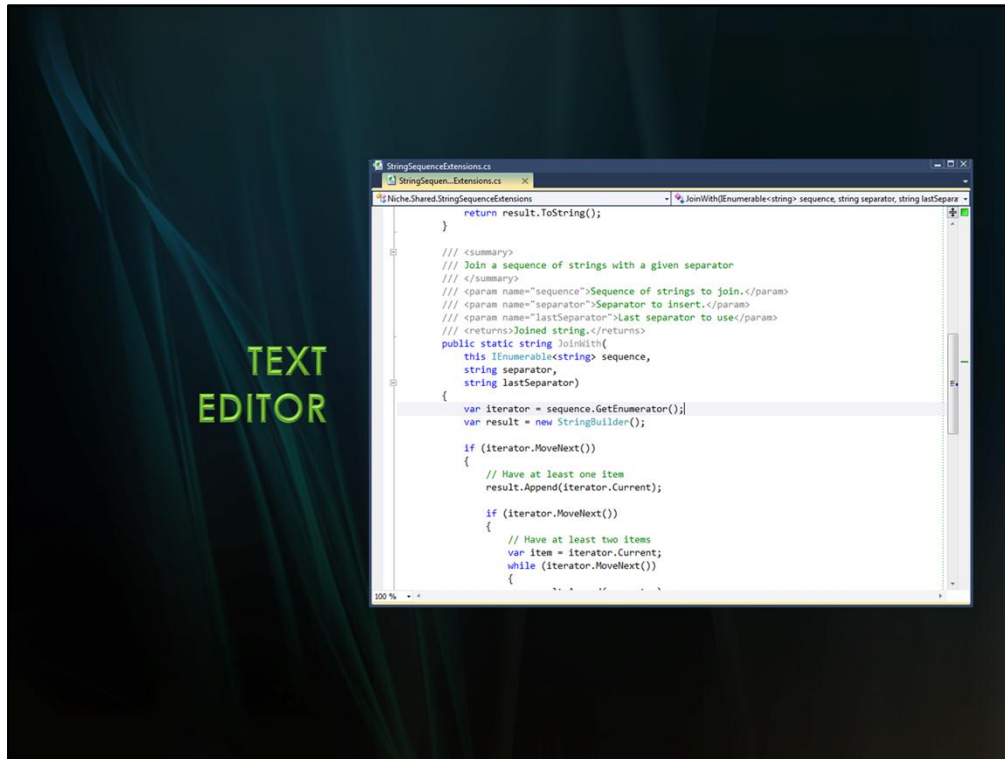 TEXT
EDITOR
StringSequenceExtensions.cs
StringSequen...Extensions.cs
Niche.Shared.StringSequenceExtensions
JoinWith(IEnumerable<string> sequence, string separator, string lastSepara
return result.ToString();
}
/// <summary>
/// Join a sequence of strings with a given separator
/// </summary>
/// <param name="sequence">Sequence of strings to join.</param>
/// <param name="separator">Separator to insert.</param>
/// <param name="lastSeparator">Last separator to use</param>
/// <returns>Joined string.</returns>
public static string JoinWith(
this IEnumerable<string> sequence,
string separator,
string lastSeparator)
{
var iterator = sequence.GetEnumerator();
var result = new StringBuilder();
if (iterator.MoveNext())
{
// Have at least one item
result.Append(iterator.Current);
if (iterator.MoveNext())
{
// Have at least two items
var item = iterator.Current;
while (iterator.MoveNext())
{
100 %